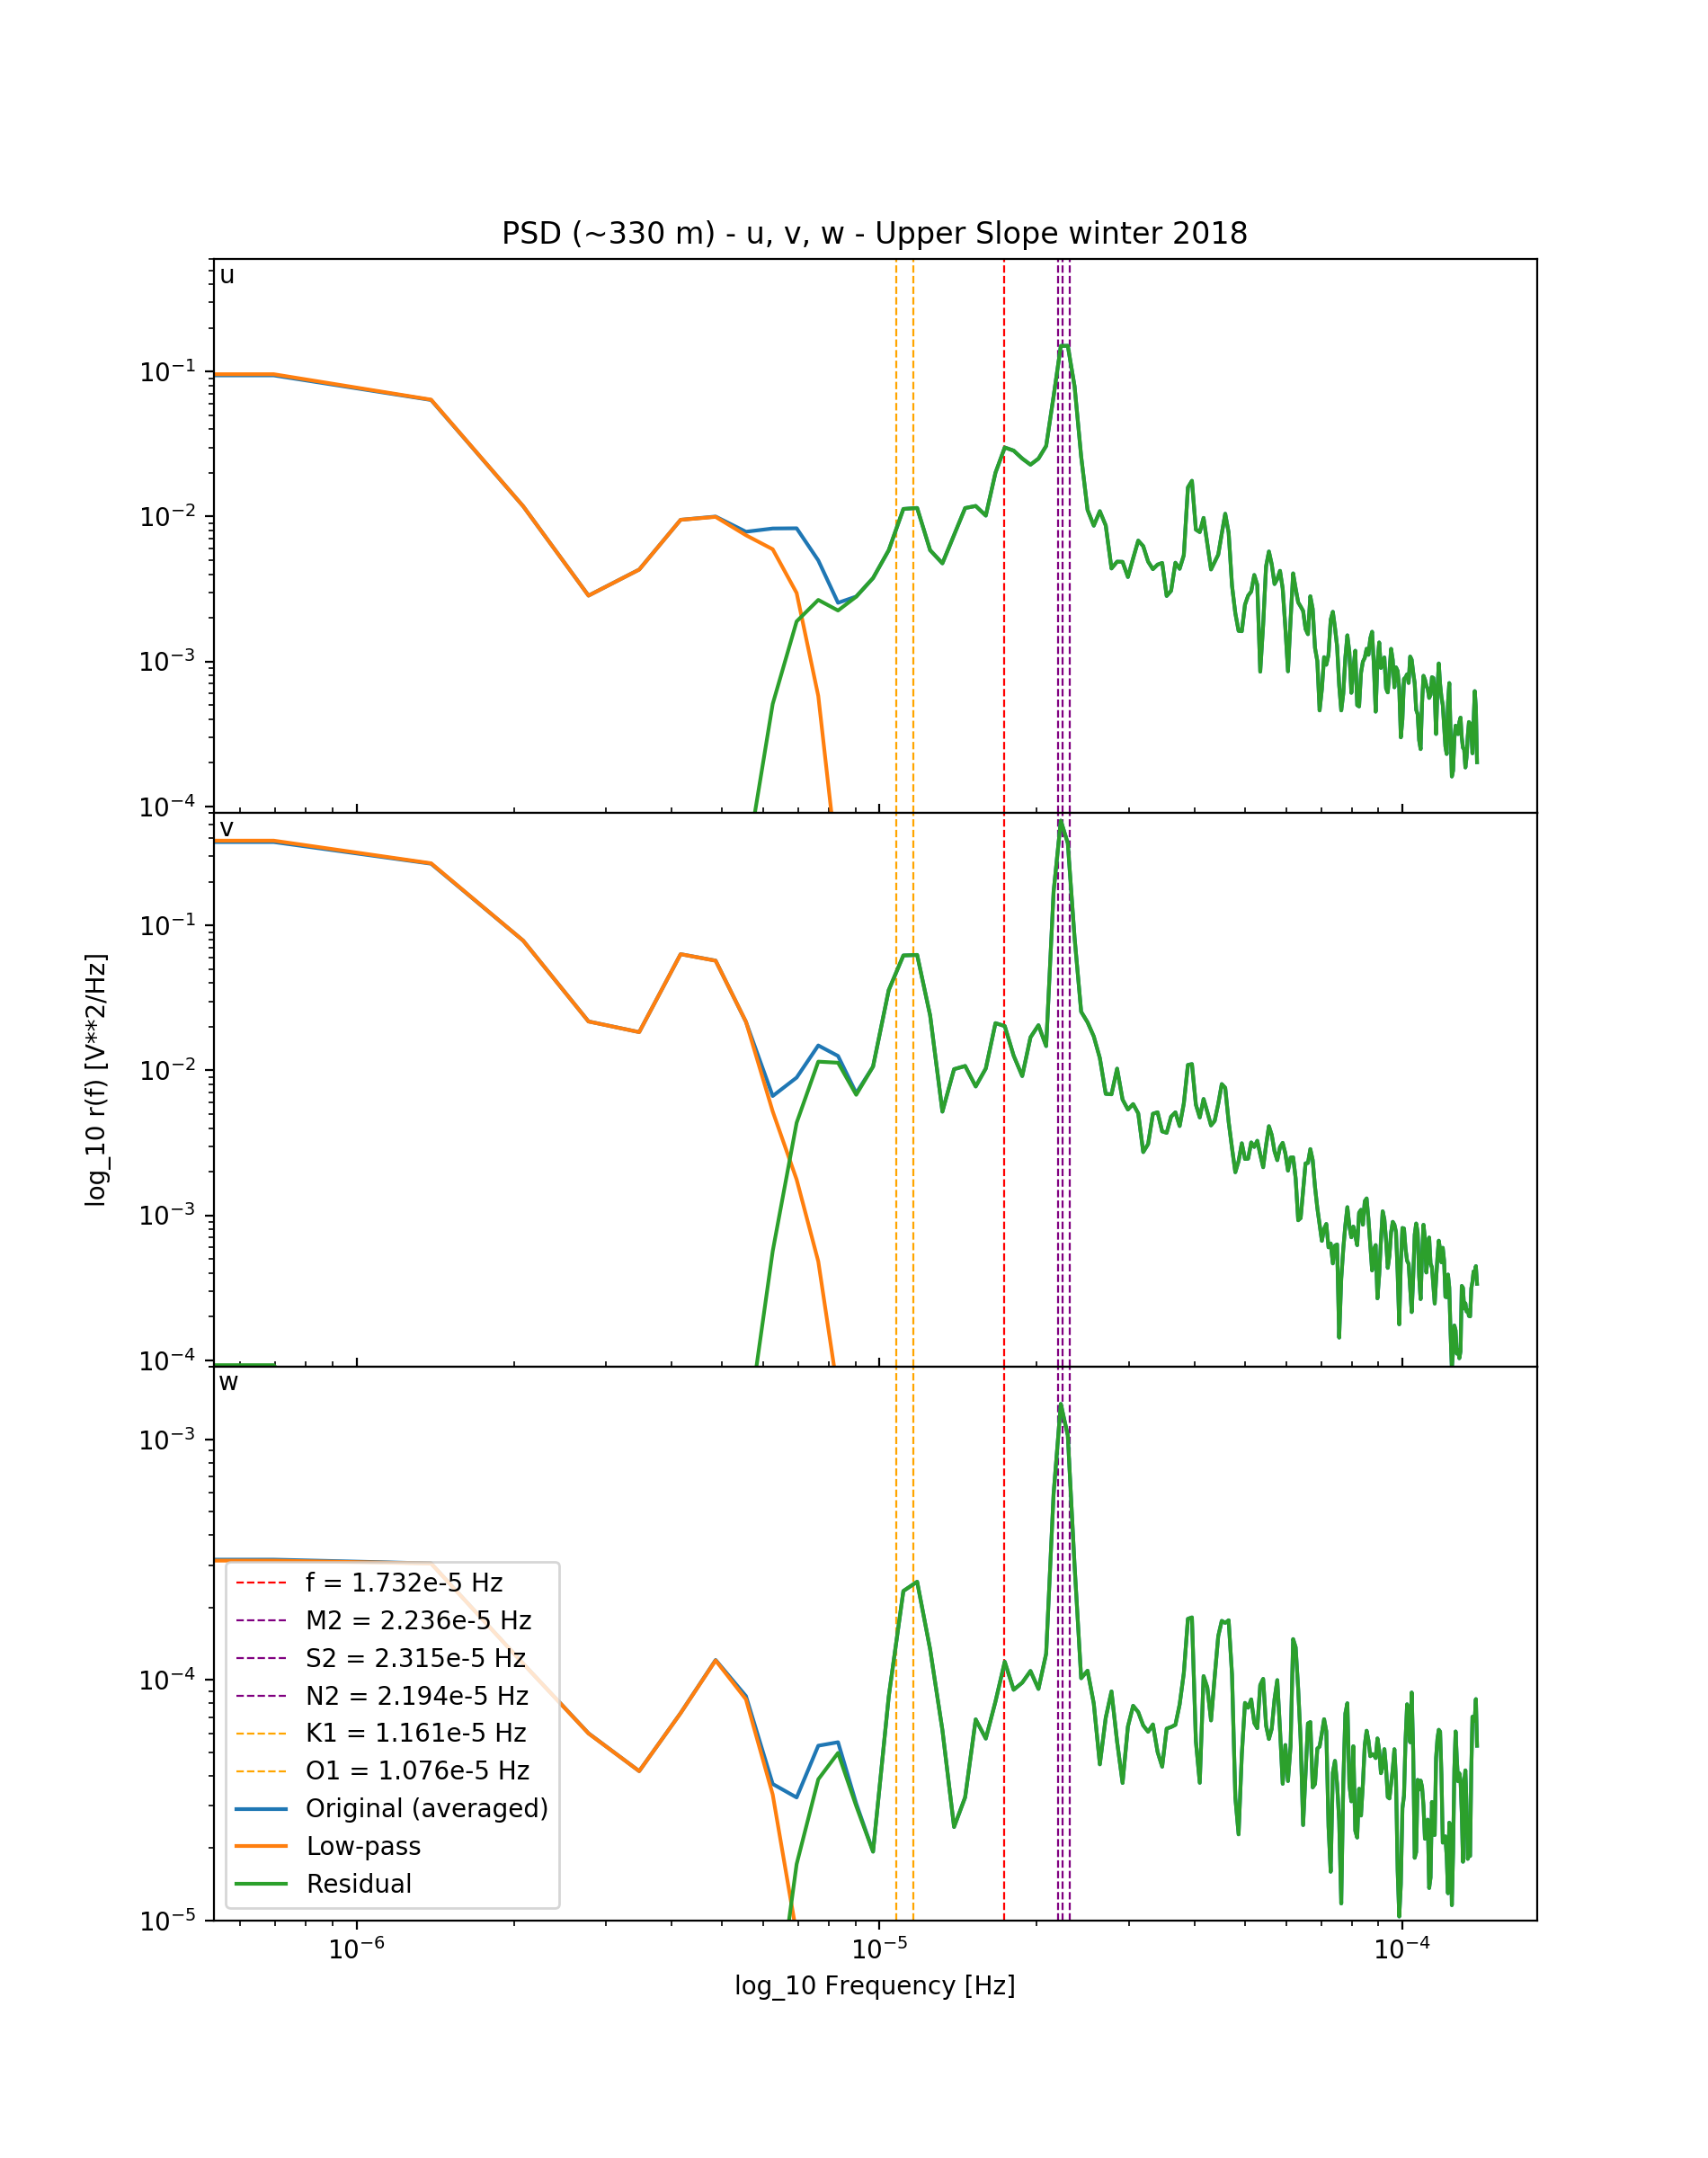 PSD (~330 m) - u, v, w - Upper Slope winter 2018
u
10⁻¹
10⁻²
10⁻³
10⁻⁴
v
10⁻¹
10⁻²
10⁻³
10⁻⁴
log_10 r(f) [V**2/Hz]
w
10⁻³
10⁻⁴
10⁻⁵
f = 1.732e-5 Hz
M2 = 2.236e-5 Hz
S2 = 2.315e-5 Hz
N2 = 2.194e-5 Hz
K1 = 1.161e-5 Hz
O1 = 1.076e-5 Hz
Original (averaged)
Low-pass
Residual
10⁻⁶ 10⁻⁵ 10⁻⁴
log_10 Frequency [Hz]